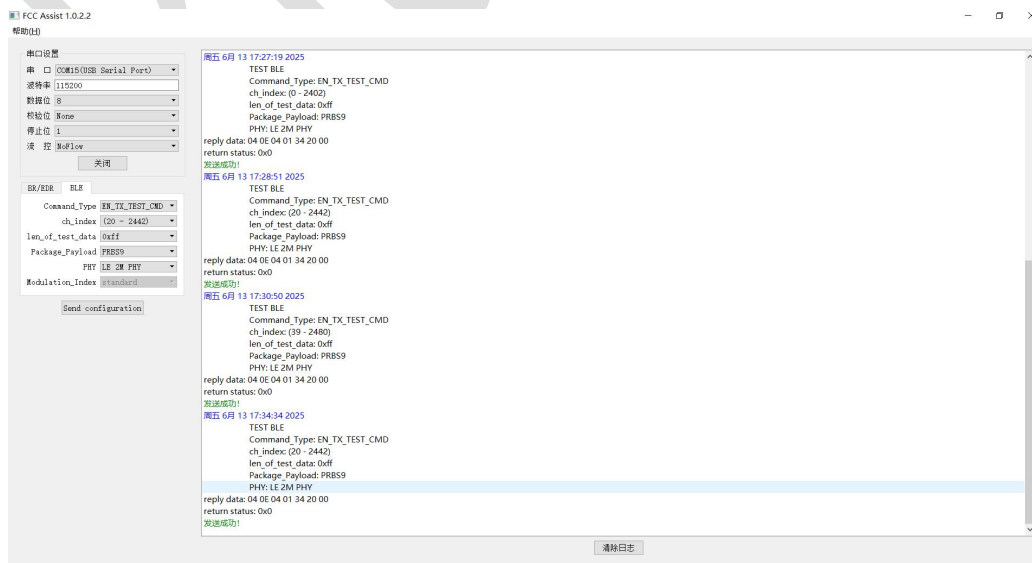 FCC Assist 1.0.2.2
帮助(H)
串口设置
串 口 COM15(USB Serial Port)
波特率 115200
数据位 8
校验位 None
停止位 1
流 控 NoFlow
关闭
BR/EDR BLE
Command_Type EN_TX_TEST_CMD
ch_index (20 - 2442)
len_of_test_data 0xff
Package_Payload PRBS9
PHY LE 2M PHY
Modulation_Index standard
Send configuration
周五 6月 13 17:27:19 2025
TEST BLE
Command_Type: EN_TX_TEST_CMD
ch_index: (0 - 2402)
len_of_test_data: 0xff
Package_Payload: PRBS9
PHY: LE 2M PHY
reply data: 04 0E 04 01 34 20 00
return status: 0x0
发送成功!
周五 6月 13 17:28:51 2025
TEST BLE
Command_Type: EN_TX_TEST_CMD
ch_index: (20 - 2442)
len_of_test_data: 0xff
Package_Payload: PRBS9
PHY: LE 2M PHY
reply data: 04 0E 04 01 34 20 00
return status: 0x0
发送成功!
周五 6月 13 17:30:50 2025
TEST BLE
Command_Type: EN_TX_TEST_CMD
ch_index: (39 - 2480)
len_of_test_data: 0xff
Package_Payload: PRBS9
PHY: LE 2M PHY
reply data: 04 0E 04 01 34 20 00
return status: 0x0
发送成功!
周五 6月 13 17:34:34 2025
TEST BLE
Command_Type: EN_TX_TEST_CMD
ch_index: (20 - 2442)
len_of_test_data: 0xff
Package_Payload: PRBS9
PHY: LE 2M PHY
reply data: 04 0E 04 01 34 20 00
return status: 0x0
发送成功!
清除日志